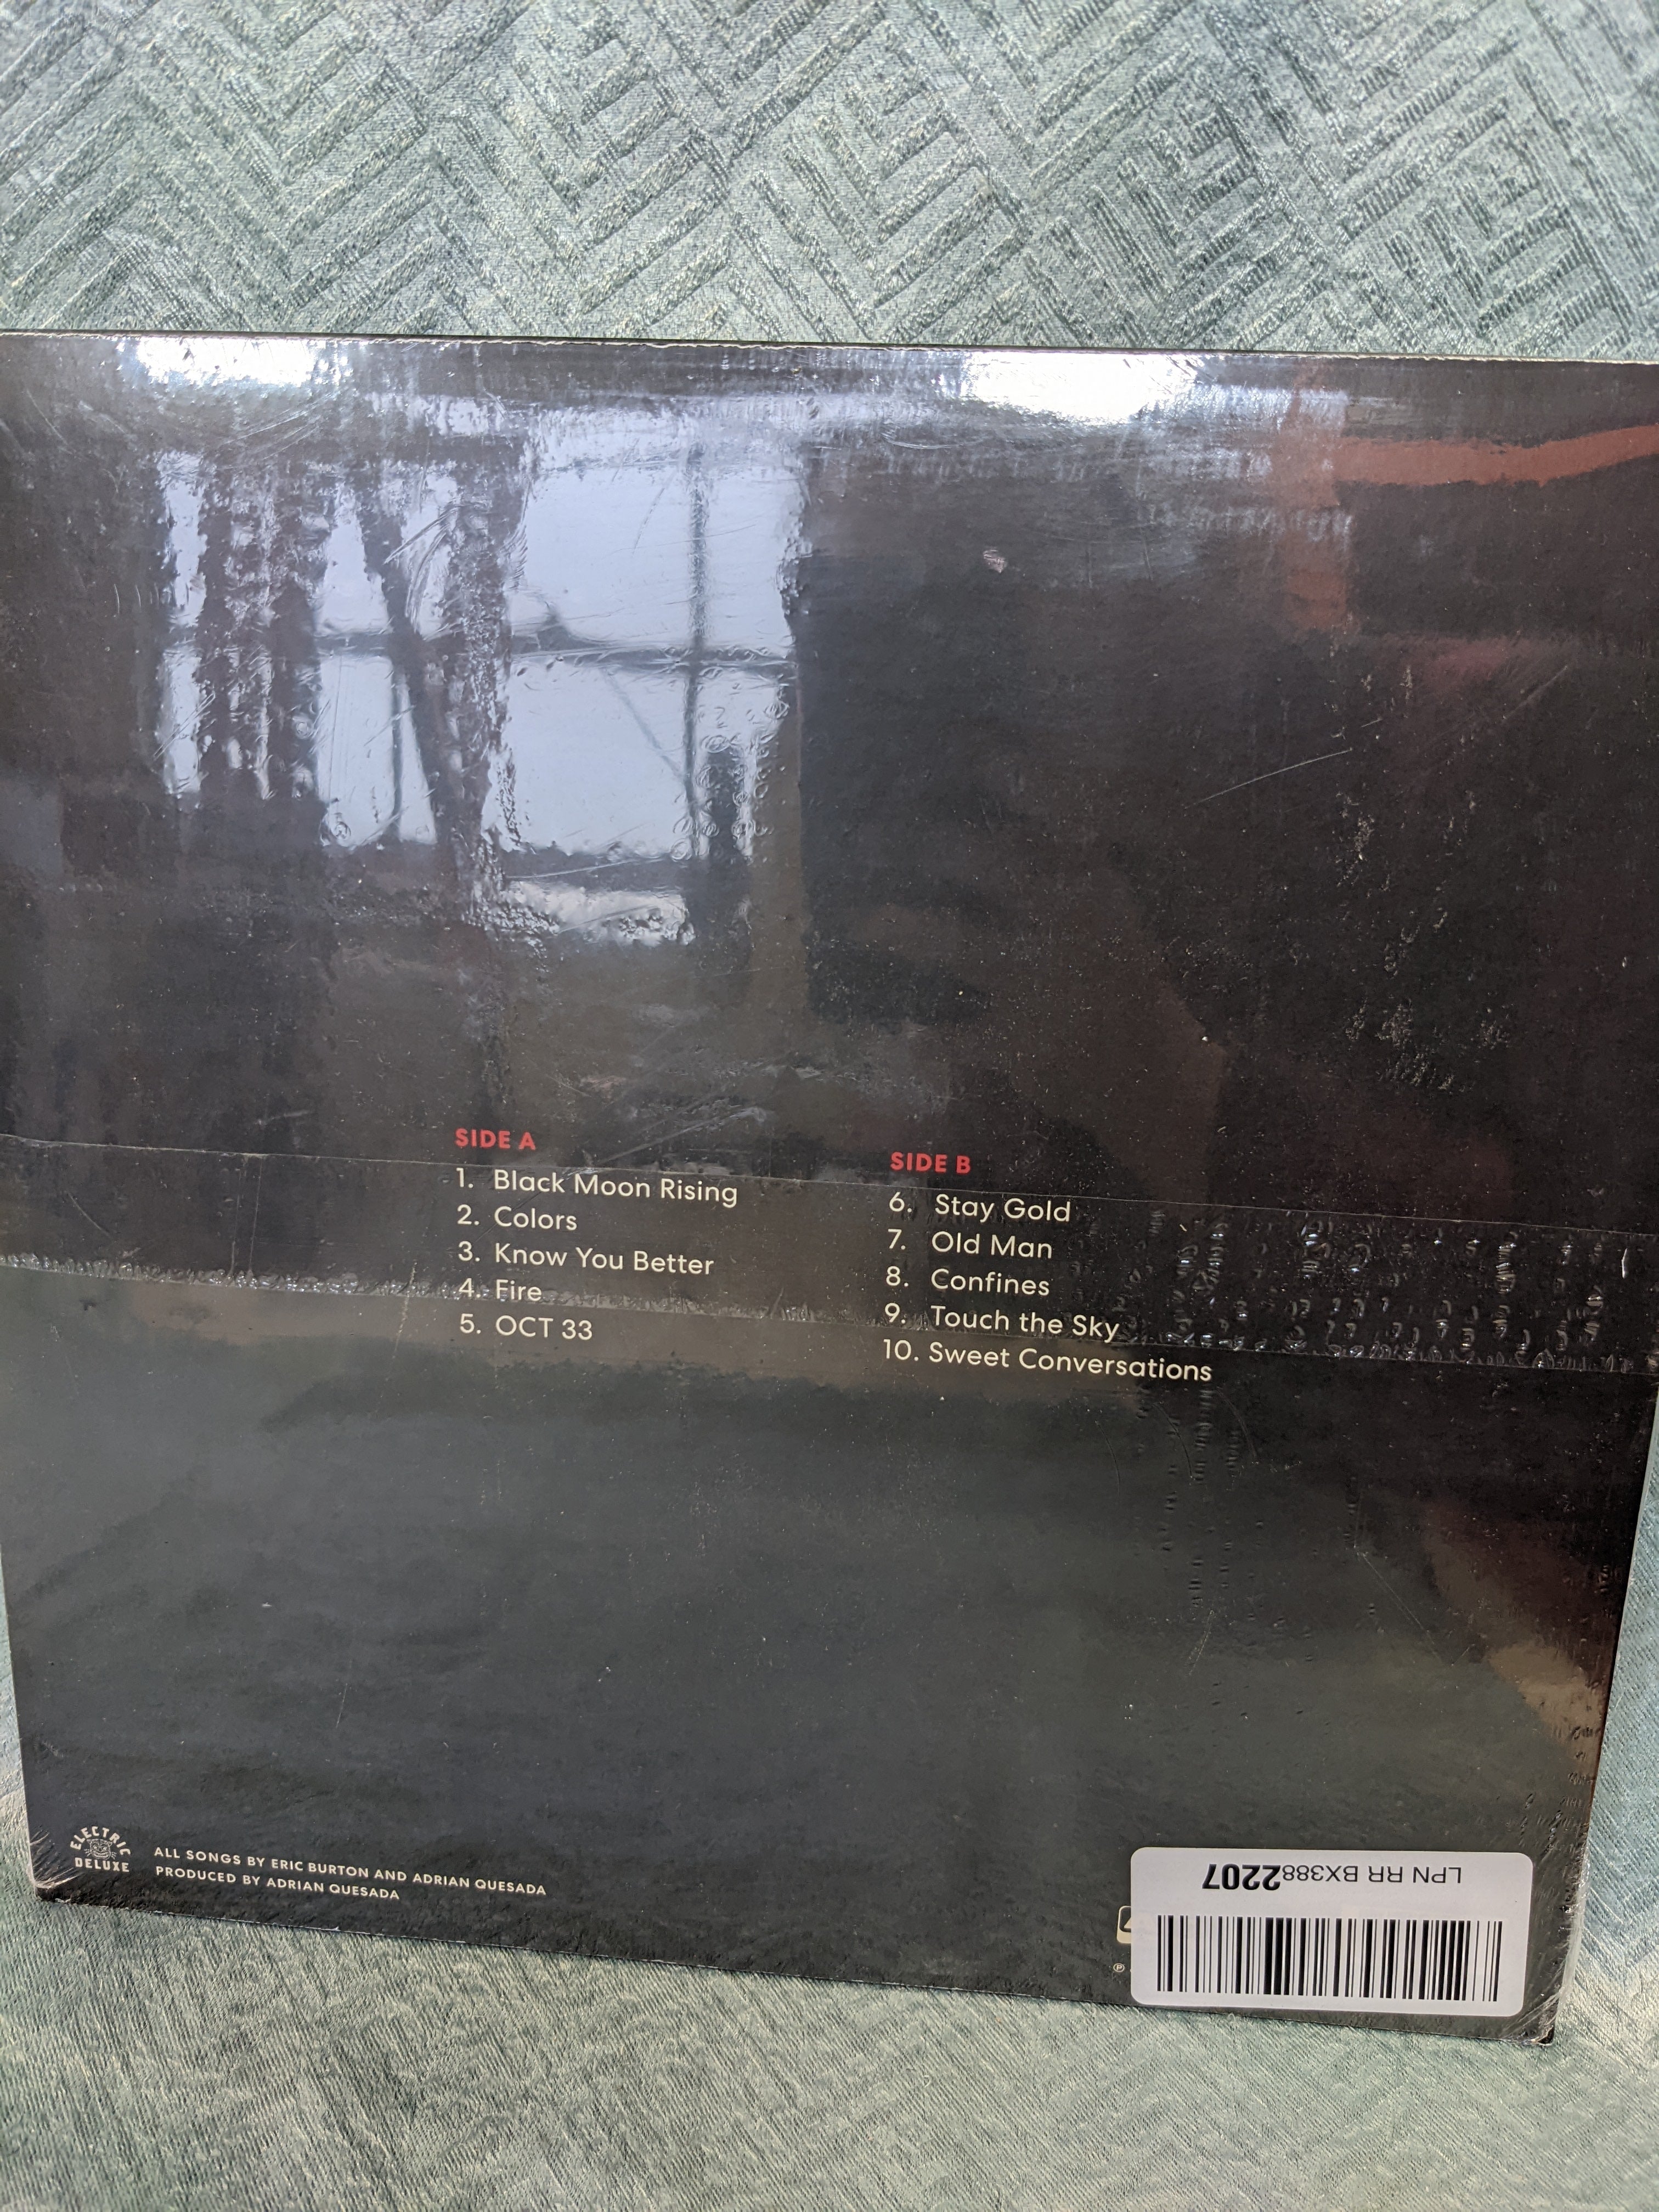 SIDE A
1. Black Moon Rising
2. Colors
3. Know You Better
4. Fire
5. OCT 33
SIDE B
6. Stay Gold
7. Old Man
8. Confines
9. Touch the Sky
10. Sweet Conversations
ELECTRIC
DELUXE
ALL SONGS BY ERIC BURTON AND ADRIAN QUESADA
PRODUCED BY ADRIAN QUESADA
LPN RR BX3882207
℗